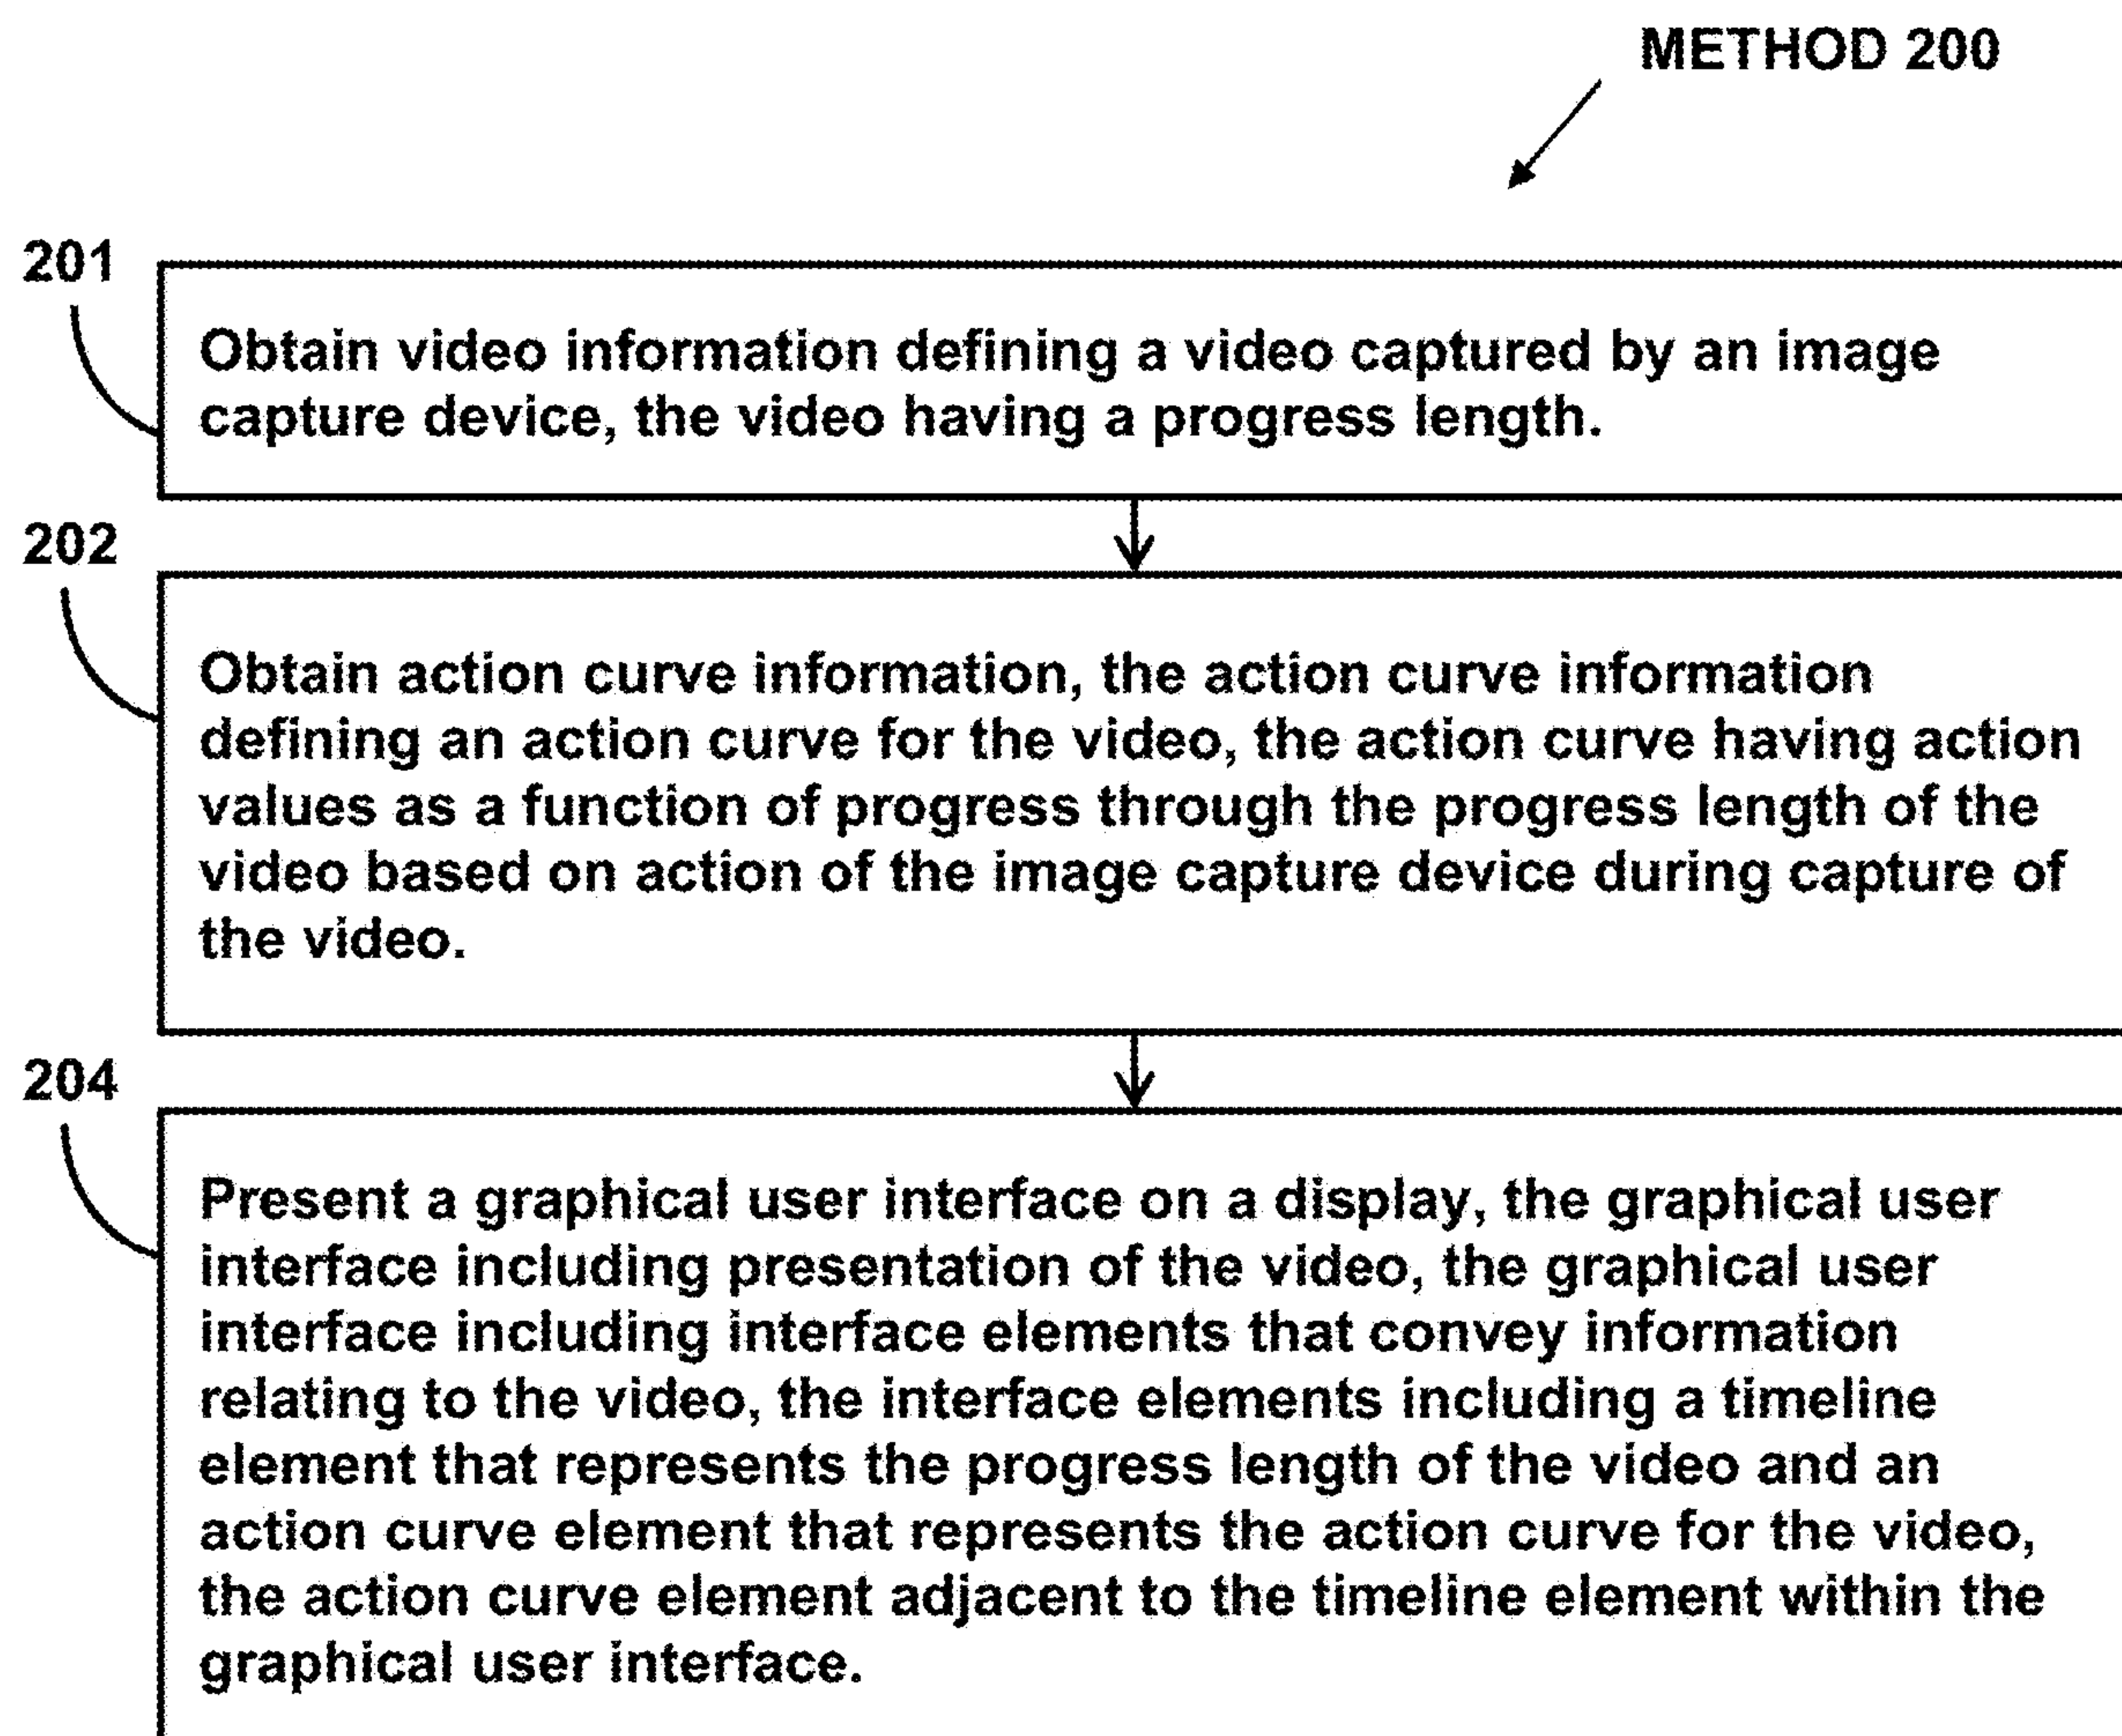 METHOD 200
201
Obtain video information defining a video captured by an image
capture device, the video having a progress length.
202
Obtain action curve information, the action curve information
defining an action curve for the video, the action curve having action
values as a function of progress through the progress length of the
video based on action of the image capture device during capture of
the video.
204
Present a graphical user interface on a display, the graphical user
interface including presentation of the video, the graphical user
interface including interface elements that convey information
relating to the video, the interface elements including a timeline
element that represents the progress length of the video and an
action curve element that represents the action curve for the video,
the action curve element adjacent to the timeline element within the
graphical user interface.